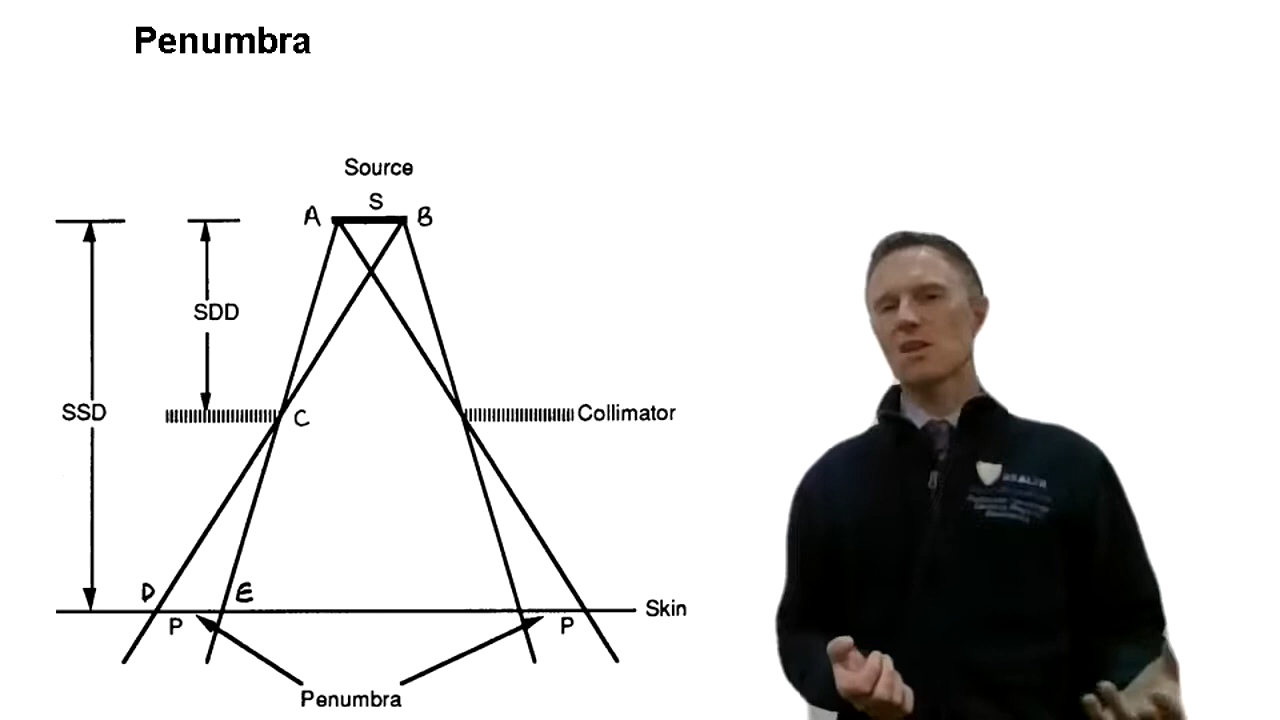 Penumbra
Source
A S B
SDD
SSD
C
Collimator
D E
Skin
P P
Penumbra